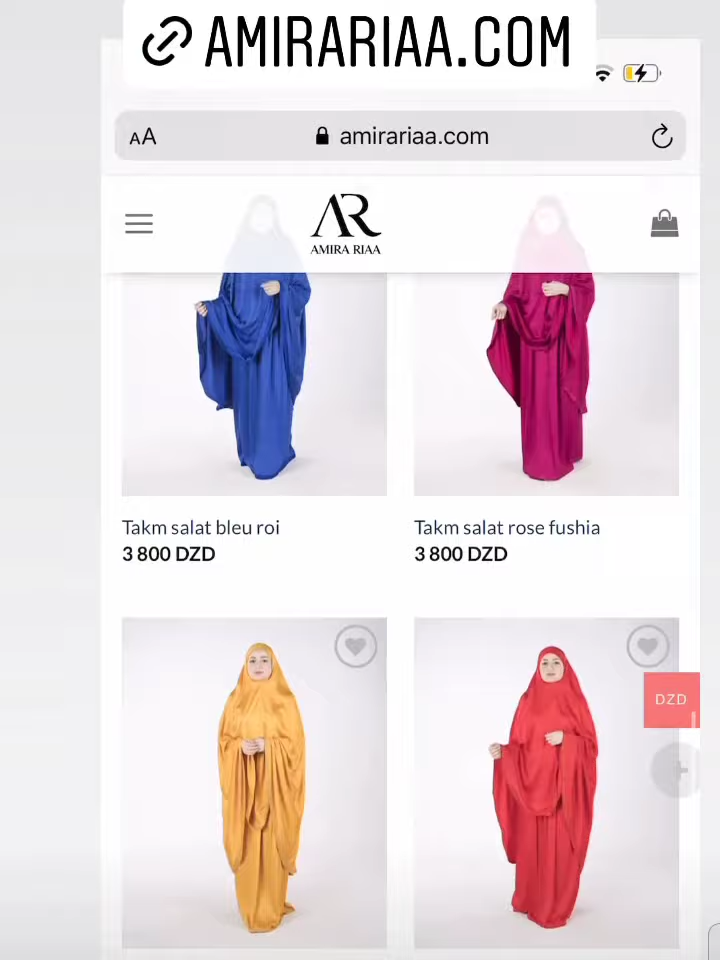 AMIRARIAA.COM
AA
amirariaa.com
AR
AMIRA RIAA
Takm salat bleu roi
3 800 DZD
Takm salat rose fushia
3 800 DZD
DZD